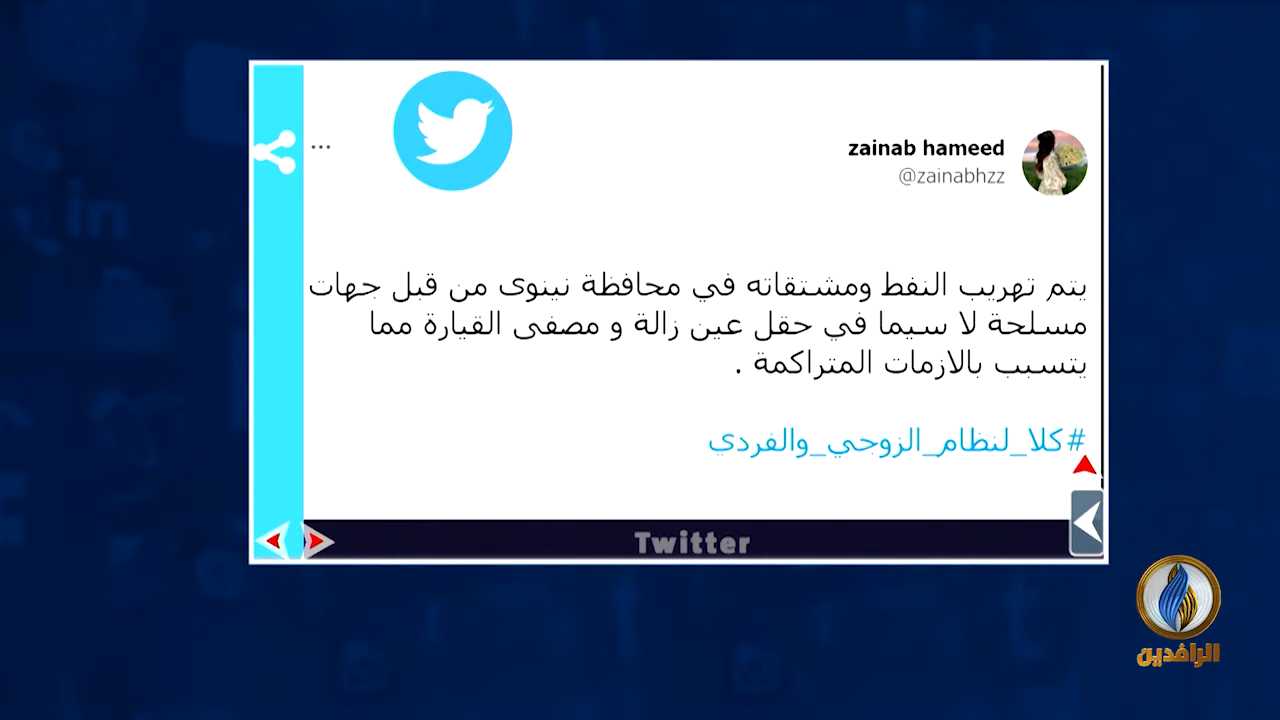 zainab hameed
@zainabhzz
...
يتم تهريب النفط ومشتقاته في محافظة نينوى من قبل جهات
مسلحة لا سيما في حقل عين زالة و مصفى القيارة مما
يتسبب بالازمات المتراكمة .
#كلا_لنظام_الزوجي_والفردي
Twitter
الرافدين
in